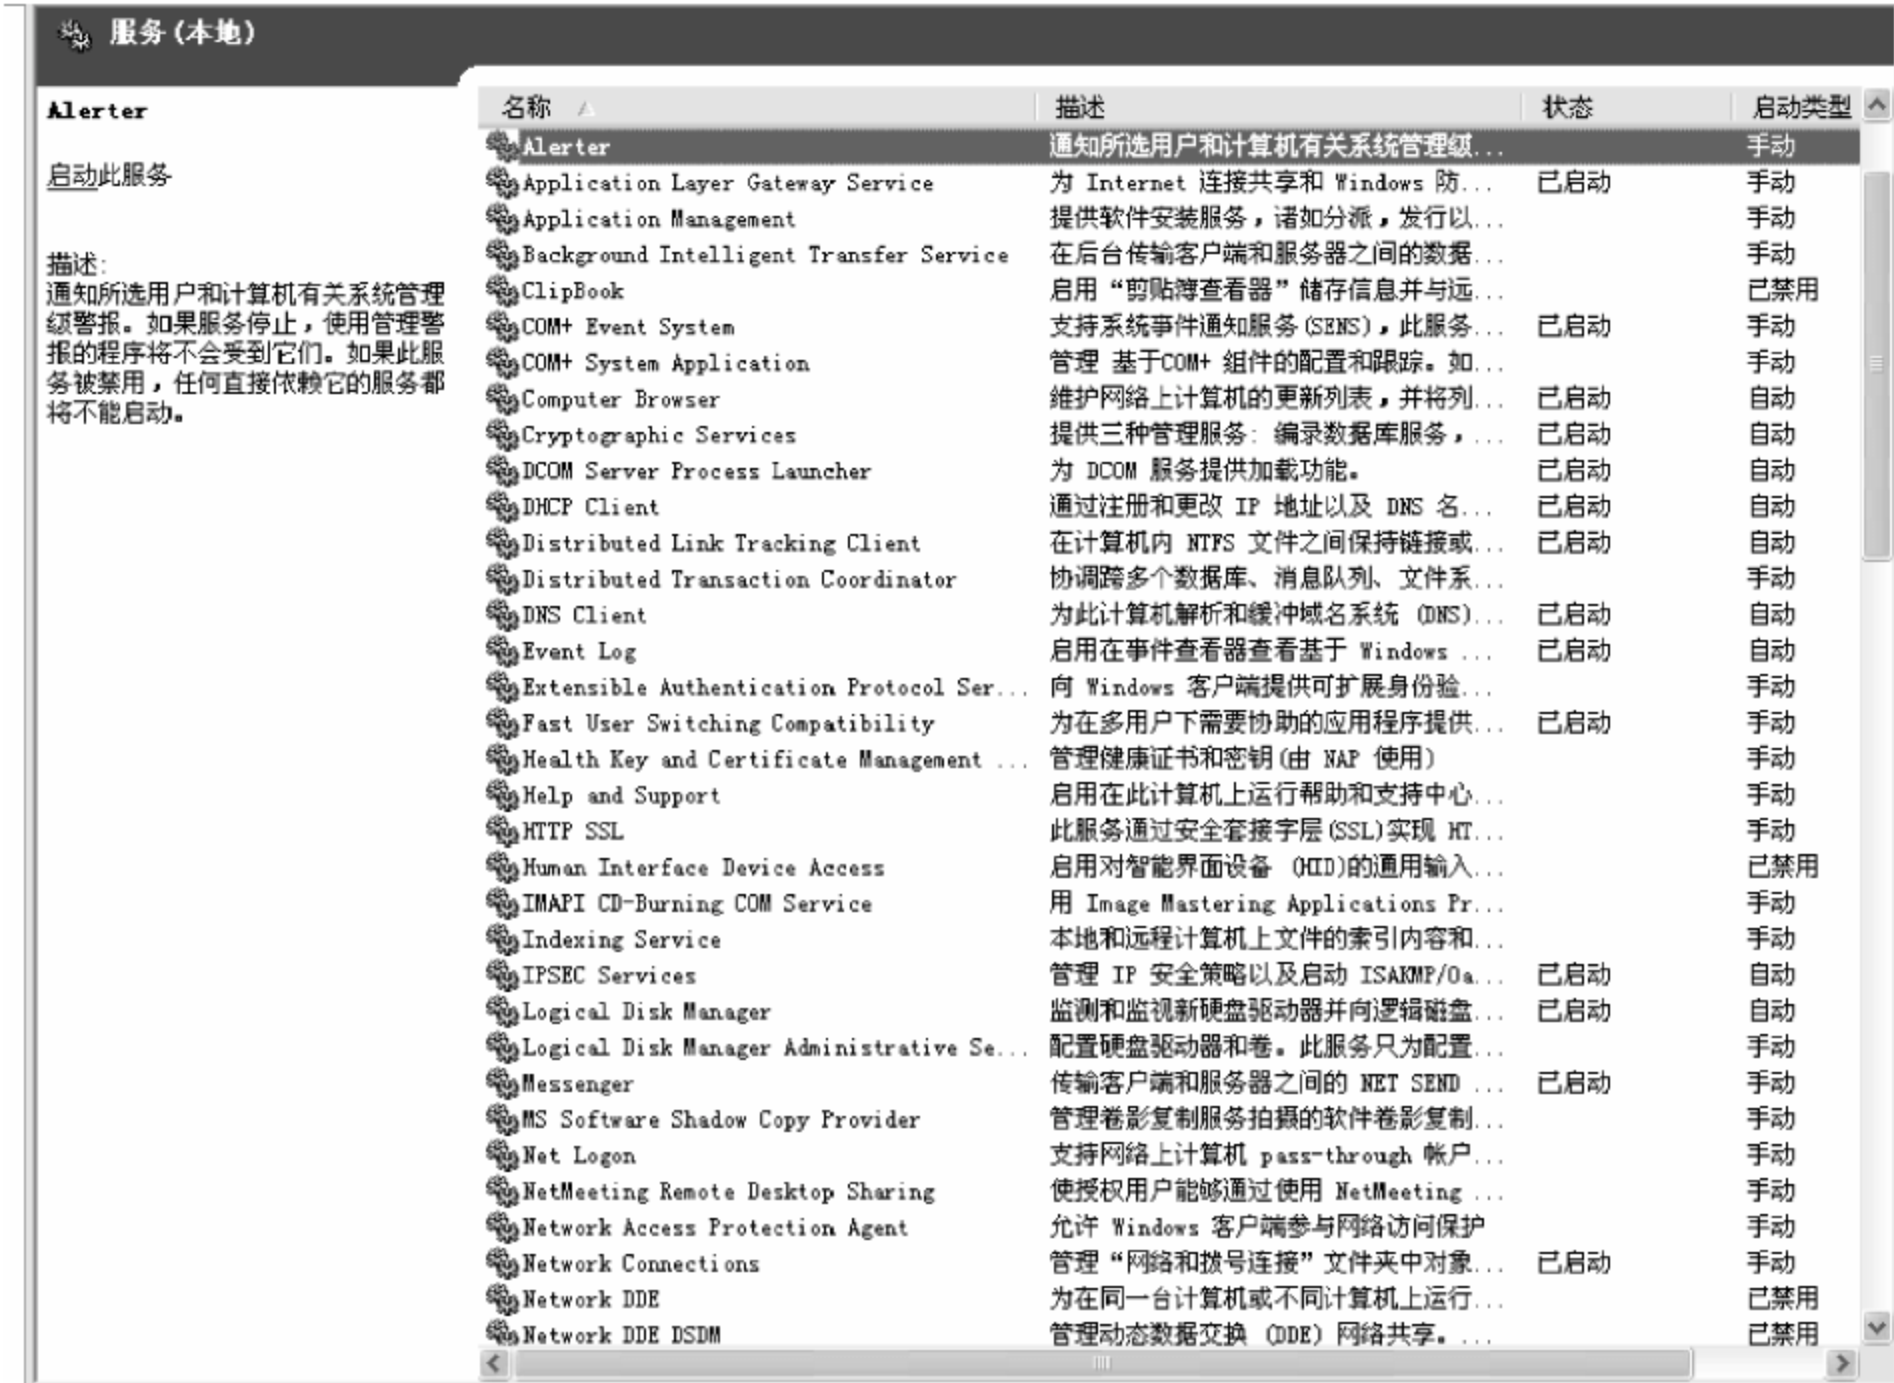 服务(本地)
Alerter
启动此服务
描述:
通知所选用户和计算机有关系统管理
级警报。如果服务停止，使用管理警
报的程序将不会受到它们。如果此服
务被禁用，任何直接依赖它的服务都
将不能启动。
名称 描述 状态 启动类型
Alerter 通知所选用户和计算机有关系统管理级... 手动
Application Layer Gateway Service 为 Internet 连接共享和 Windows 防... 已启动 手动
Application Management 提供软件安装服务，诸如分派，发行以... 手动
Background Intelligent Transfer Service 在后台传输客户端和服务器之间的数据... 手动
ClipBook 启用“剪贴簿查看器”储存信息并与远... 已禁用
COM+ Event System 支持系统事件通知服务(SENS)，此服务... 已启动 手动
COM+ System Application 管理 基于COM+ 组件的配置和跟踪。如... 手动
Computer Browser 维护网络上计算机的更新列表，并将列... 已启动 自动
Cryptographic Services 提供三种管理服务: 编录数据库服务，... 已启动 自动
DCOM Server Process Launcher 为 DCOM 服务提供加载功能。 已启动 自动
DHCP Client 通过注册和更改 IP 地址以及 DNS 名... 已启动 自动
Distributed Link Tracking Client 在计算机内 NTFS 文件之间保持链接或... 已启动 自动
Distributed Transaction Coordinator 协调跨多个数据库、消息队列、文件系... 手动
DNS Client 为此计算机解析和缓冲域名系统 (DNS)... 已启动 自动
Event Log 启用在事件查看器查看基于 Windows ... 已启动 自动
Extensible Authentication Protocol Ser... 向 Windows 客户端提供可扩展身份验... 手动
Fast User Switching Compatibility 为在多用户下需要协助的应用程序提供... 已启动 手动
Health Key and Certificate Management ... 管理健康证书和密钥(由 NAP 使用) 手动
Help and Support 启用在此计算机上运行帮助和支持中心... 手动
HTTP SSL 此服务通过安全套接字层(SSL)实现 HT... 手动
Human Interface Device Access 启用对智能界面设备 (HID)的通用输入... 已禁用
IMAPI CD-Burning COM Service 用 Image Mastering Applications Pr... 手动
Indexing Service 本地和远程计算机上文件的索引内容和... 手动
IPSEC Services 管理 IP 安全策略以及启动 ISAKMP/Oa... 已启动 自动
Logical Disk Manager 监测和监视新硬盘驱动器并向逻辑磁盘... 已启动 自动
Logical Disk Manager Administrative Se... 配置硬盘驱动器和卷。此服务只为配置... 手动
Messenger 传输客户端和服务器之间的 NET SEND ... 已启动 手动
MS Software Shadow Copy Provider 管理卷影复制服务拍摄的软件卷影复制... 手动
Net Logon 支持网络上计算机 pass-through 帐户... 手动
NetMeeting Remote Desktop Sharing 使授权用户能够通过使用 NetMeeting ... 手动
Network Access Protection Agent 允许 Windows 客户端参与网络访问保护 手动
Network Connections 管理“网络和拨号连接”文件夹中对象... 已启动 手动
Network DDE 为在同一台计算机或不同计算机上运行... 已禁用
Network DDE DSDM 管理动态数据交换 (DDE) 网络共享。... 已禁用